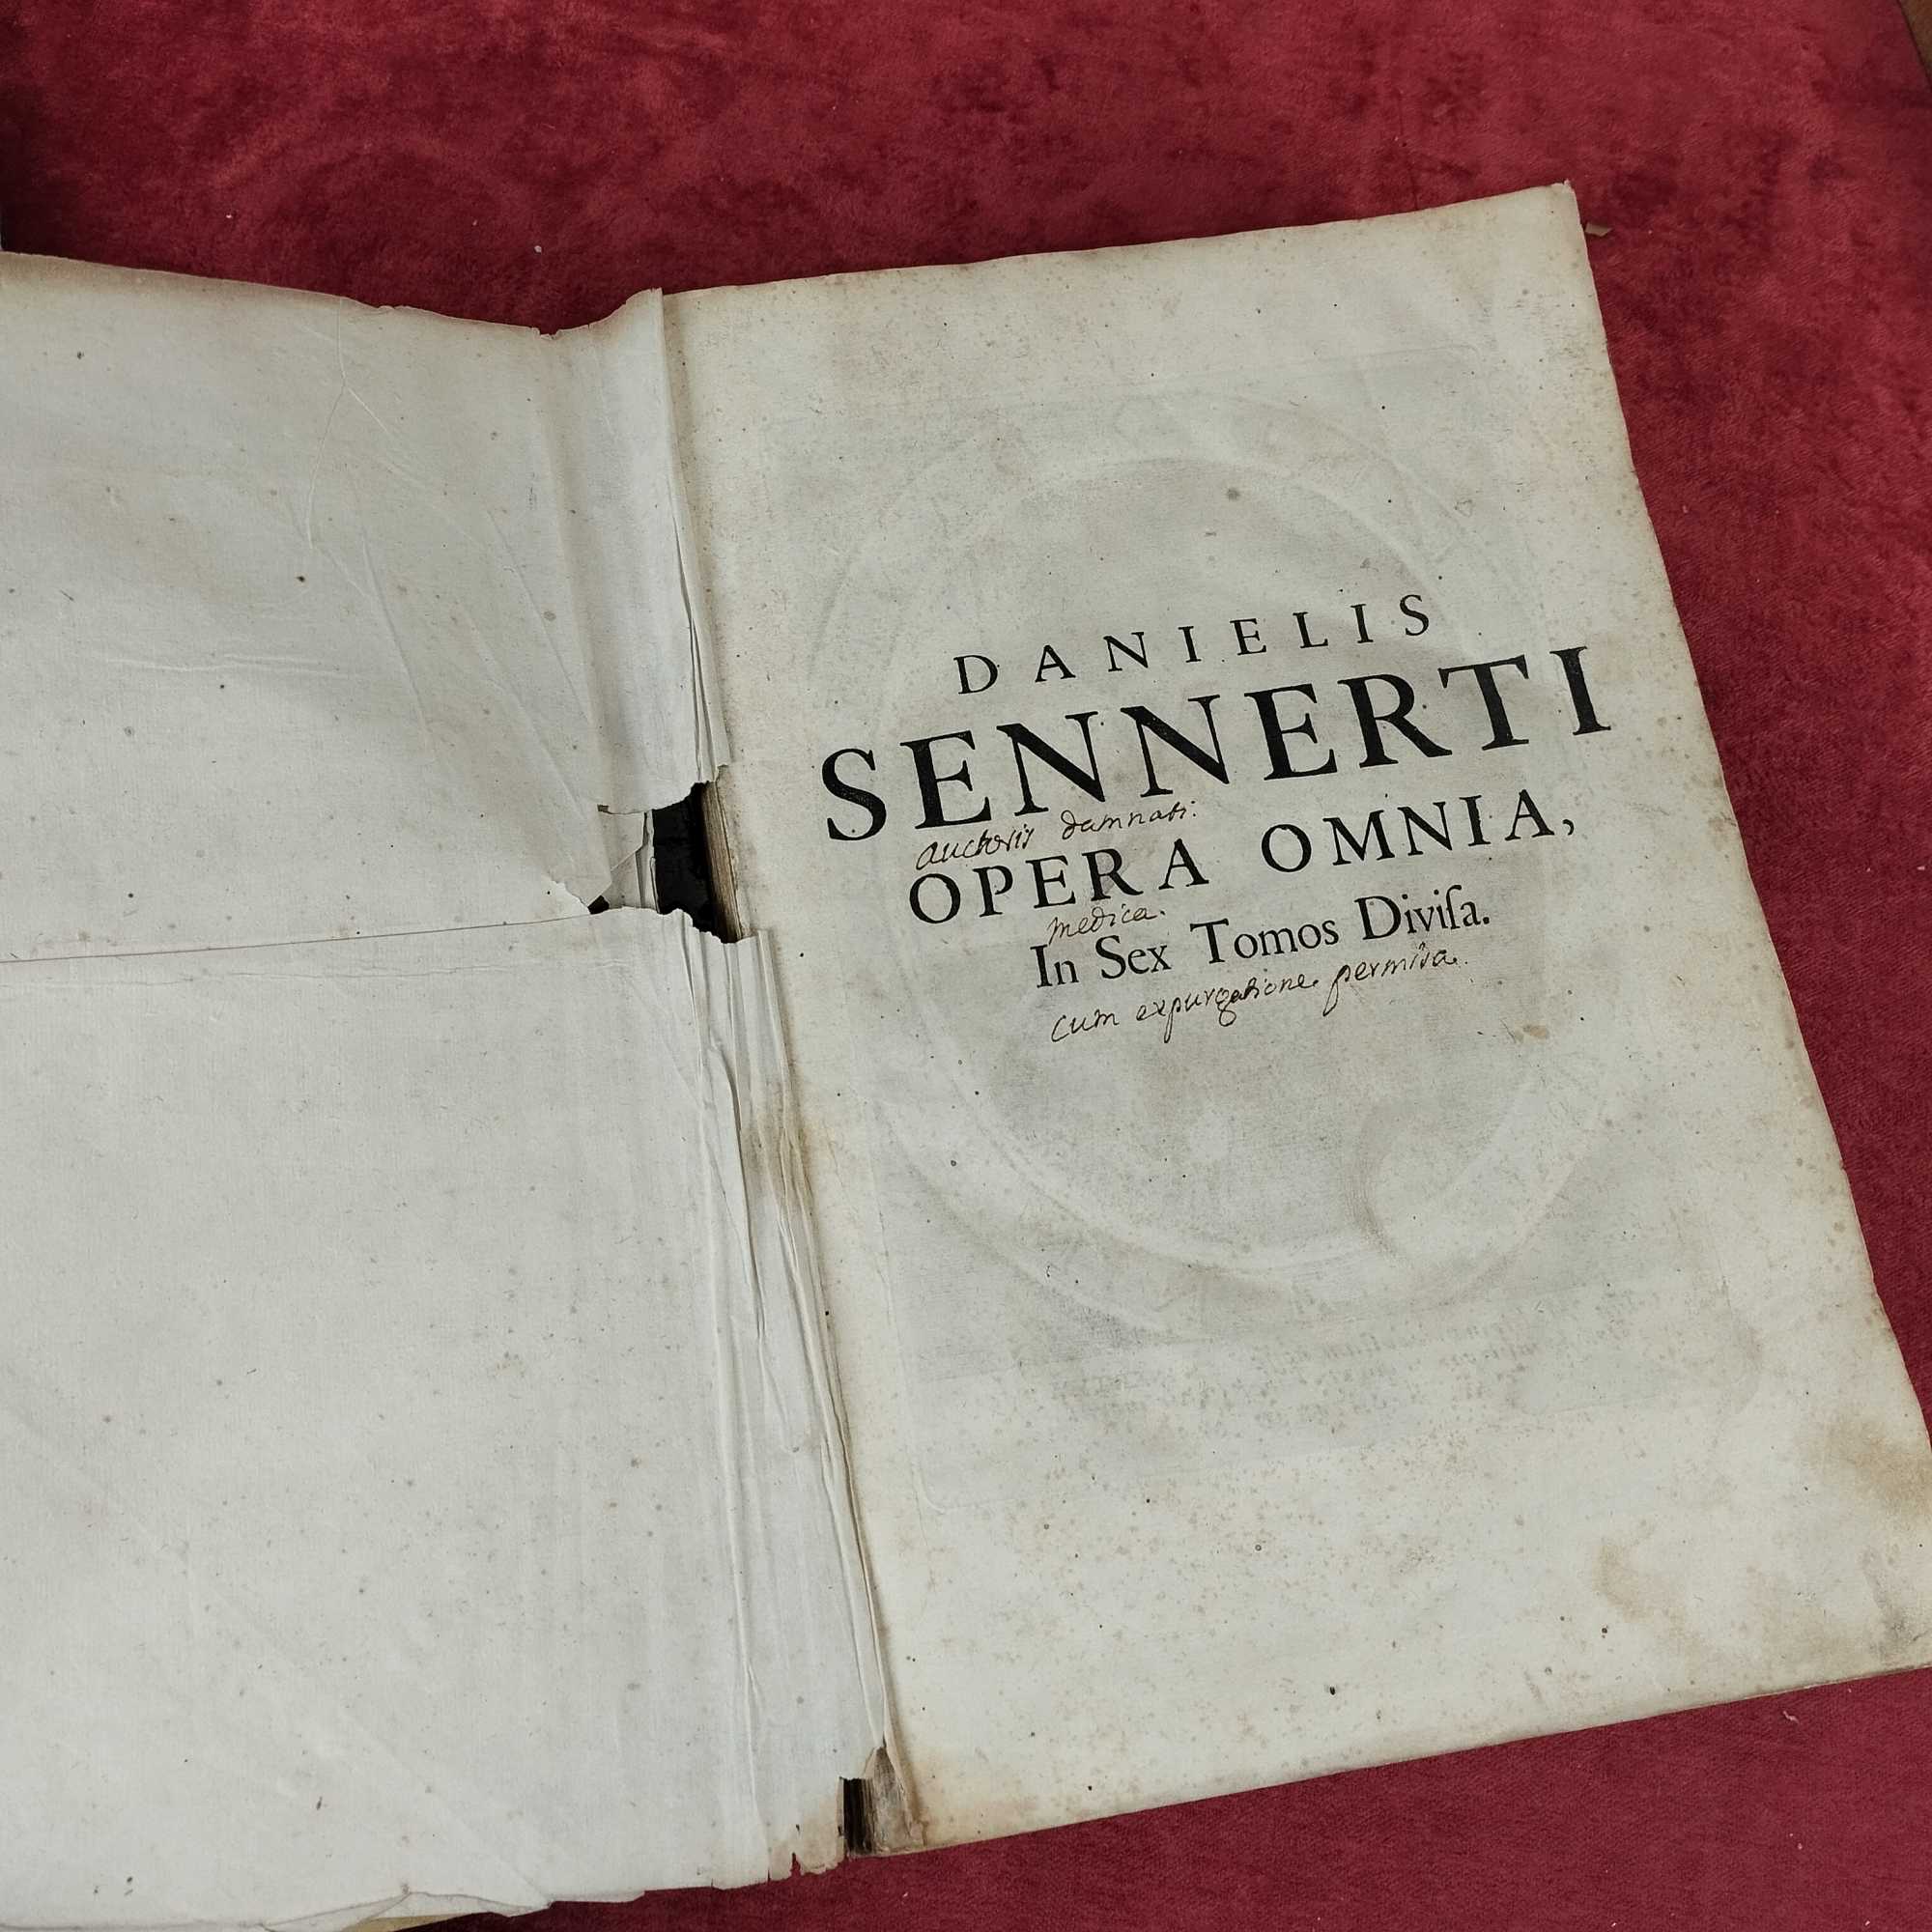 DANIELIS
SENNERTI
auctoris damnati.
OPERA OMNIA,
medica.
In Sex Tomos Diviſa.
cum expurgatione permissa.